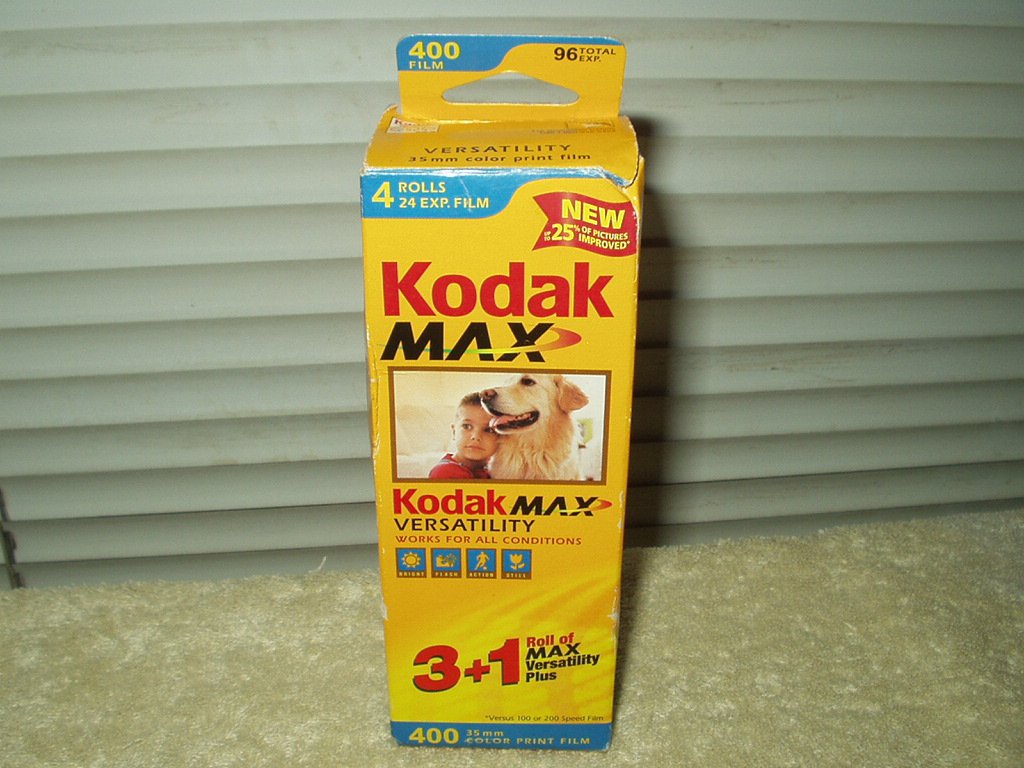 400
FILM
96 TOTAL EXP.
VERSATILITY
35mm color print film
4 ROLLS
24 EXP. FILM
NEW
UP TO 25% OF PICTURES IMPROVED*
Kodak
MAX
Kodak MAX
VERSATILITY
WORKS FOR ALL CONDITIONS
BRIGHT FLASH ACTION STILL
3+1 Roll of
MAX
Versatility
Plus
*Versus 100 or 200 Speed Film
400 35mm
COLOR PRINT FILM